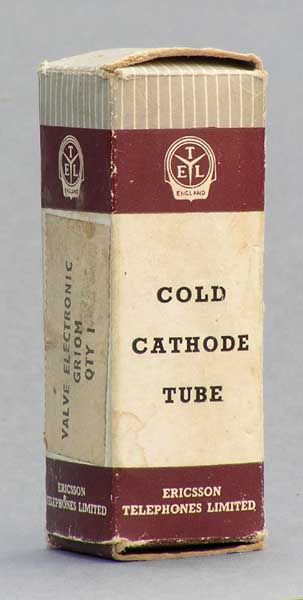 T
E L
ENGLAND
VALVE ELECTRONIC
GR10M
QTY 1
ERICSSON
TELEPHONES LIMITED
T
E L
ENGLAND
COLD
CATHODE
TUBE
ERICSSON
TELEPHONES LIMITED